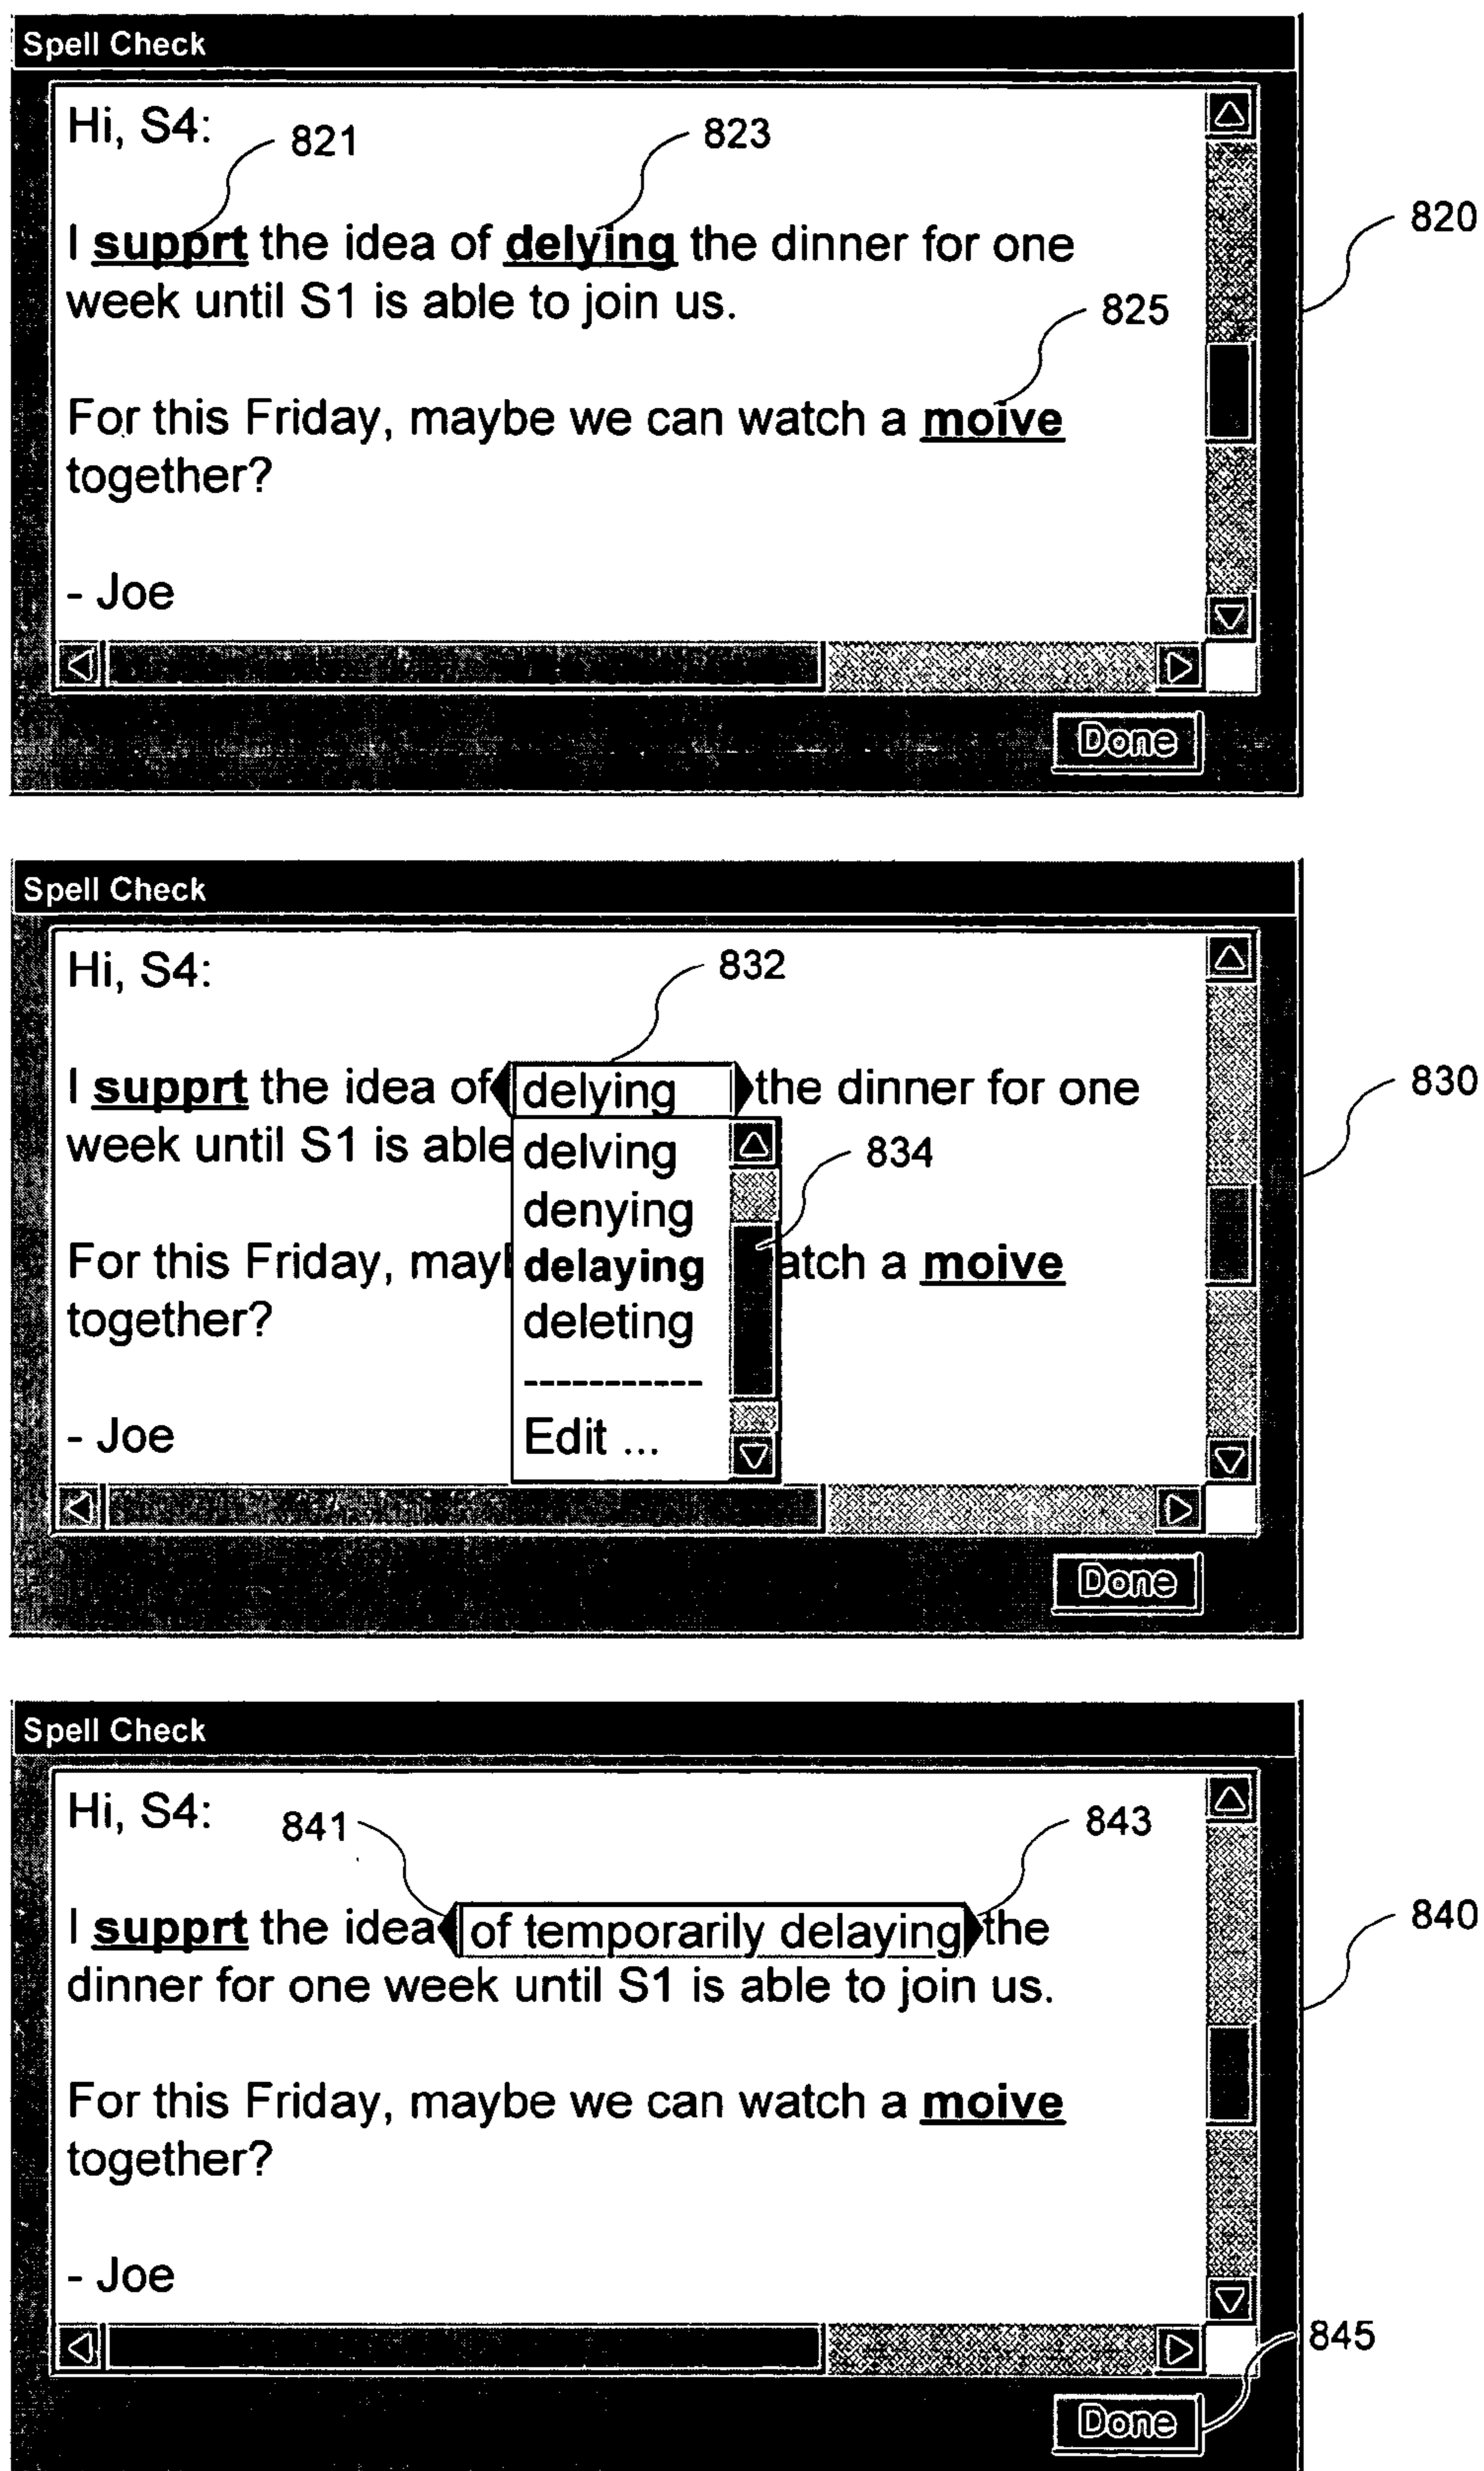 Spell Check
Hi, S4:
821
823
I supprt the idea of delying the dinner for one
820
week until S1 is able to join us.
825
For this Friday, maybe we can watch a moive
together?
- Joe
Done
Spell Check
Hi, S4:
832
I supprt the idea of delying the dinner for one
830
week until S1 is able
delving
834
denying
For this Friday, mayb delaying atch a moive
together?
deleting
-----------
- Joe
Edit ...
Done
Spell Check
Hi, S4:
841
843
I supprt the idea of temporarily delaying the
840
dinner for one week until S1 is able to join us.
For this Friday, maybe we can watch a moive
together?
- Joe
845
Done